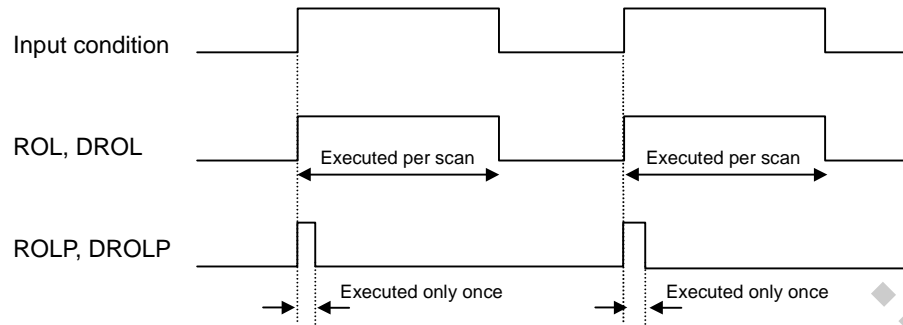 Input condition
ROL, DROL
Executed per scan
Executed per scan
ROLP, DROLP
Executed only once
Executed only once